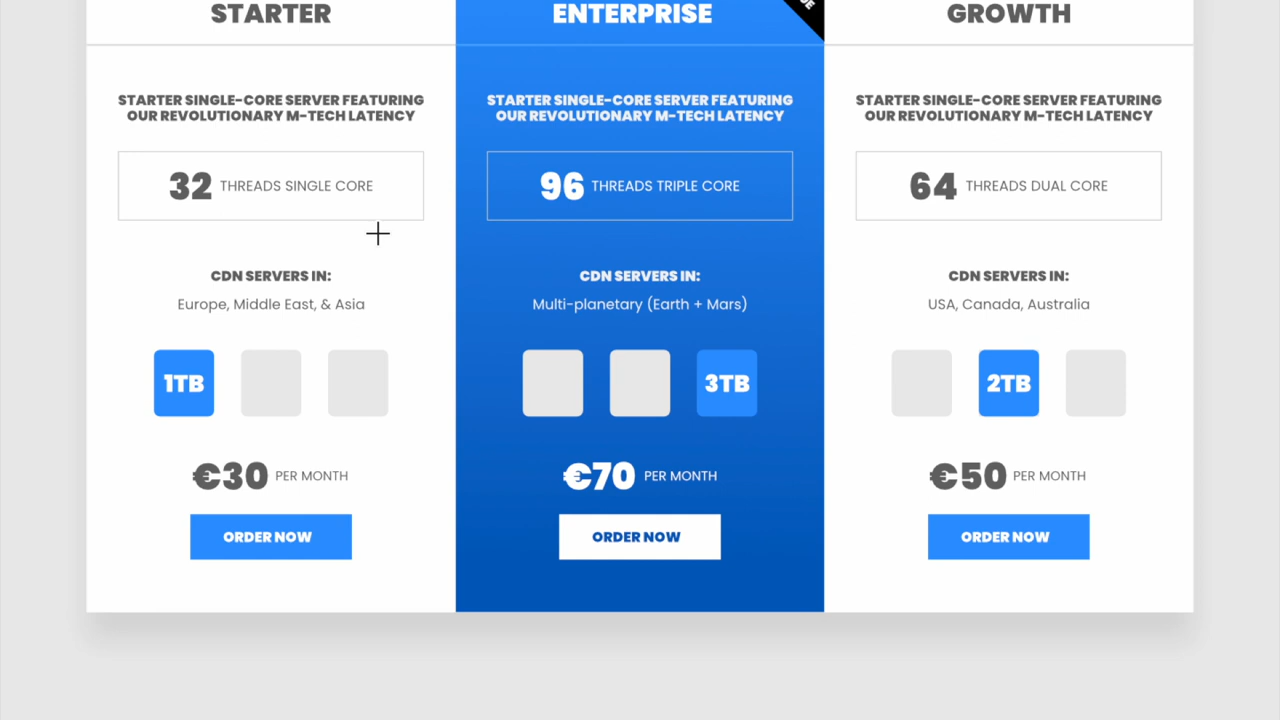 STARTER
STARTER SINGLE-CORE SERVER FEATURING
OUR REVOLUTIONARY M-TECH LATENCY
32 THREADS SINGLE CORE
CDN SERVERS IN:
Europe, Middle East, & Asia
1TB
€30 PER MONTH
ORDER NOW
ENTERPRISE
STARTER SINGLE-CORE SERVER FEATURING
OUR REVOLUTIONARY M-TECH LATENCY
96 THREADS TRIPLE CORE
CDN SERVERS IN:
Multi-planetary (Earth + Mars)
3TB
€70 PER MONTH
ORDER NOW
GROWTH
STARTER SINGLE-CORE SERVER FEATURING
OUR REVOLUTIONARY M-TECH LATENCY
64 THREADS DUAL CORE
CDN SERVERS IN:
USA, Canada, Australia
2TB
€50 PER MONTH
ORDER NOW